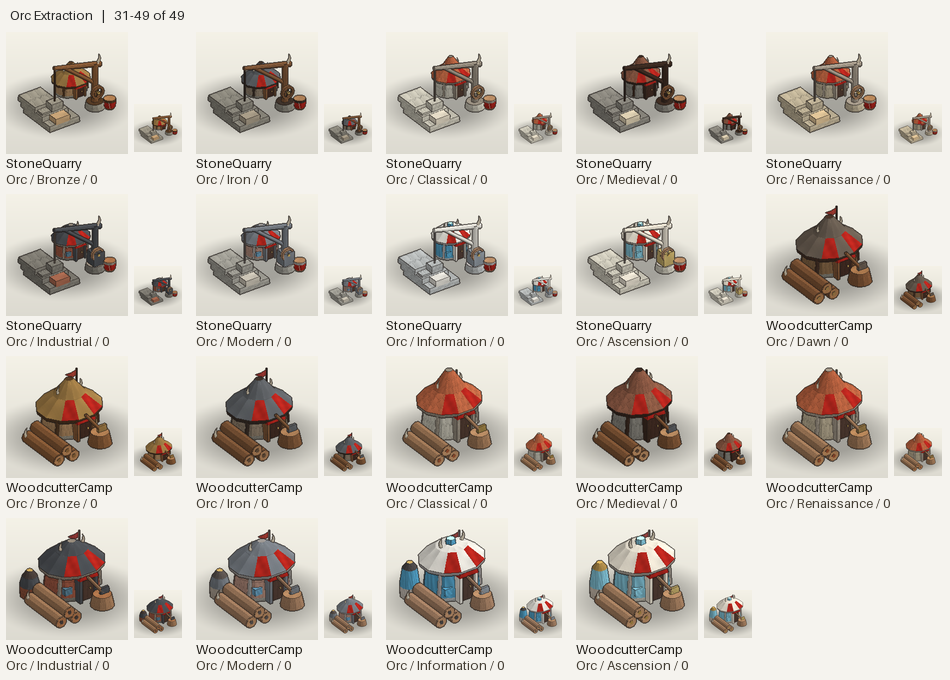 Orc Extraction | 31-49 of 49
StoneQuarry
Orc / Bronze / 0
StoneQuarry
Orc / Iron / 0
StoneQuarry
Orc / Classical / 0
StoneQuarry
Orc / Medieval / 0
StoneQuarry
Orc / Renaissance / 0
StoneQuarry
Orc / Industrial / 0
StoneQuarry
Orc / Modern / 0
StoneQuarry
Orc / Information / 0
StoneQuarry
Orc / Ascension / 0
WoodcutterCamp
Orc / Dawn / 0
WoodcutterCamp
Orc / Bronze / 0
WoodcutterCamp
Orc / Iron / 0
WoodcutterCamp
Orc / Classical / 0
WoodcutterCamp
Orc / Medieval / 0
WoodcutterCamp
Orc / Renaissance / 0
WoodcutterCamp
Orc / Industrial / 0
WoodcutterCamp
Orc / Modern / 0
WoodcutterCamp
Orc / Information / 0
WoodcutterCamp
Orc / Ascension / 0